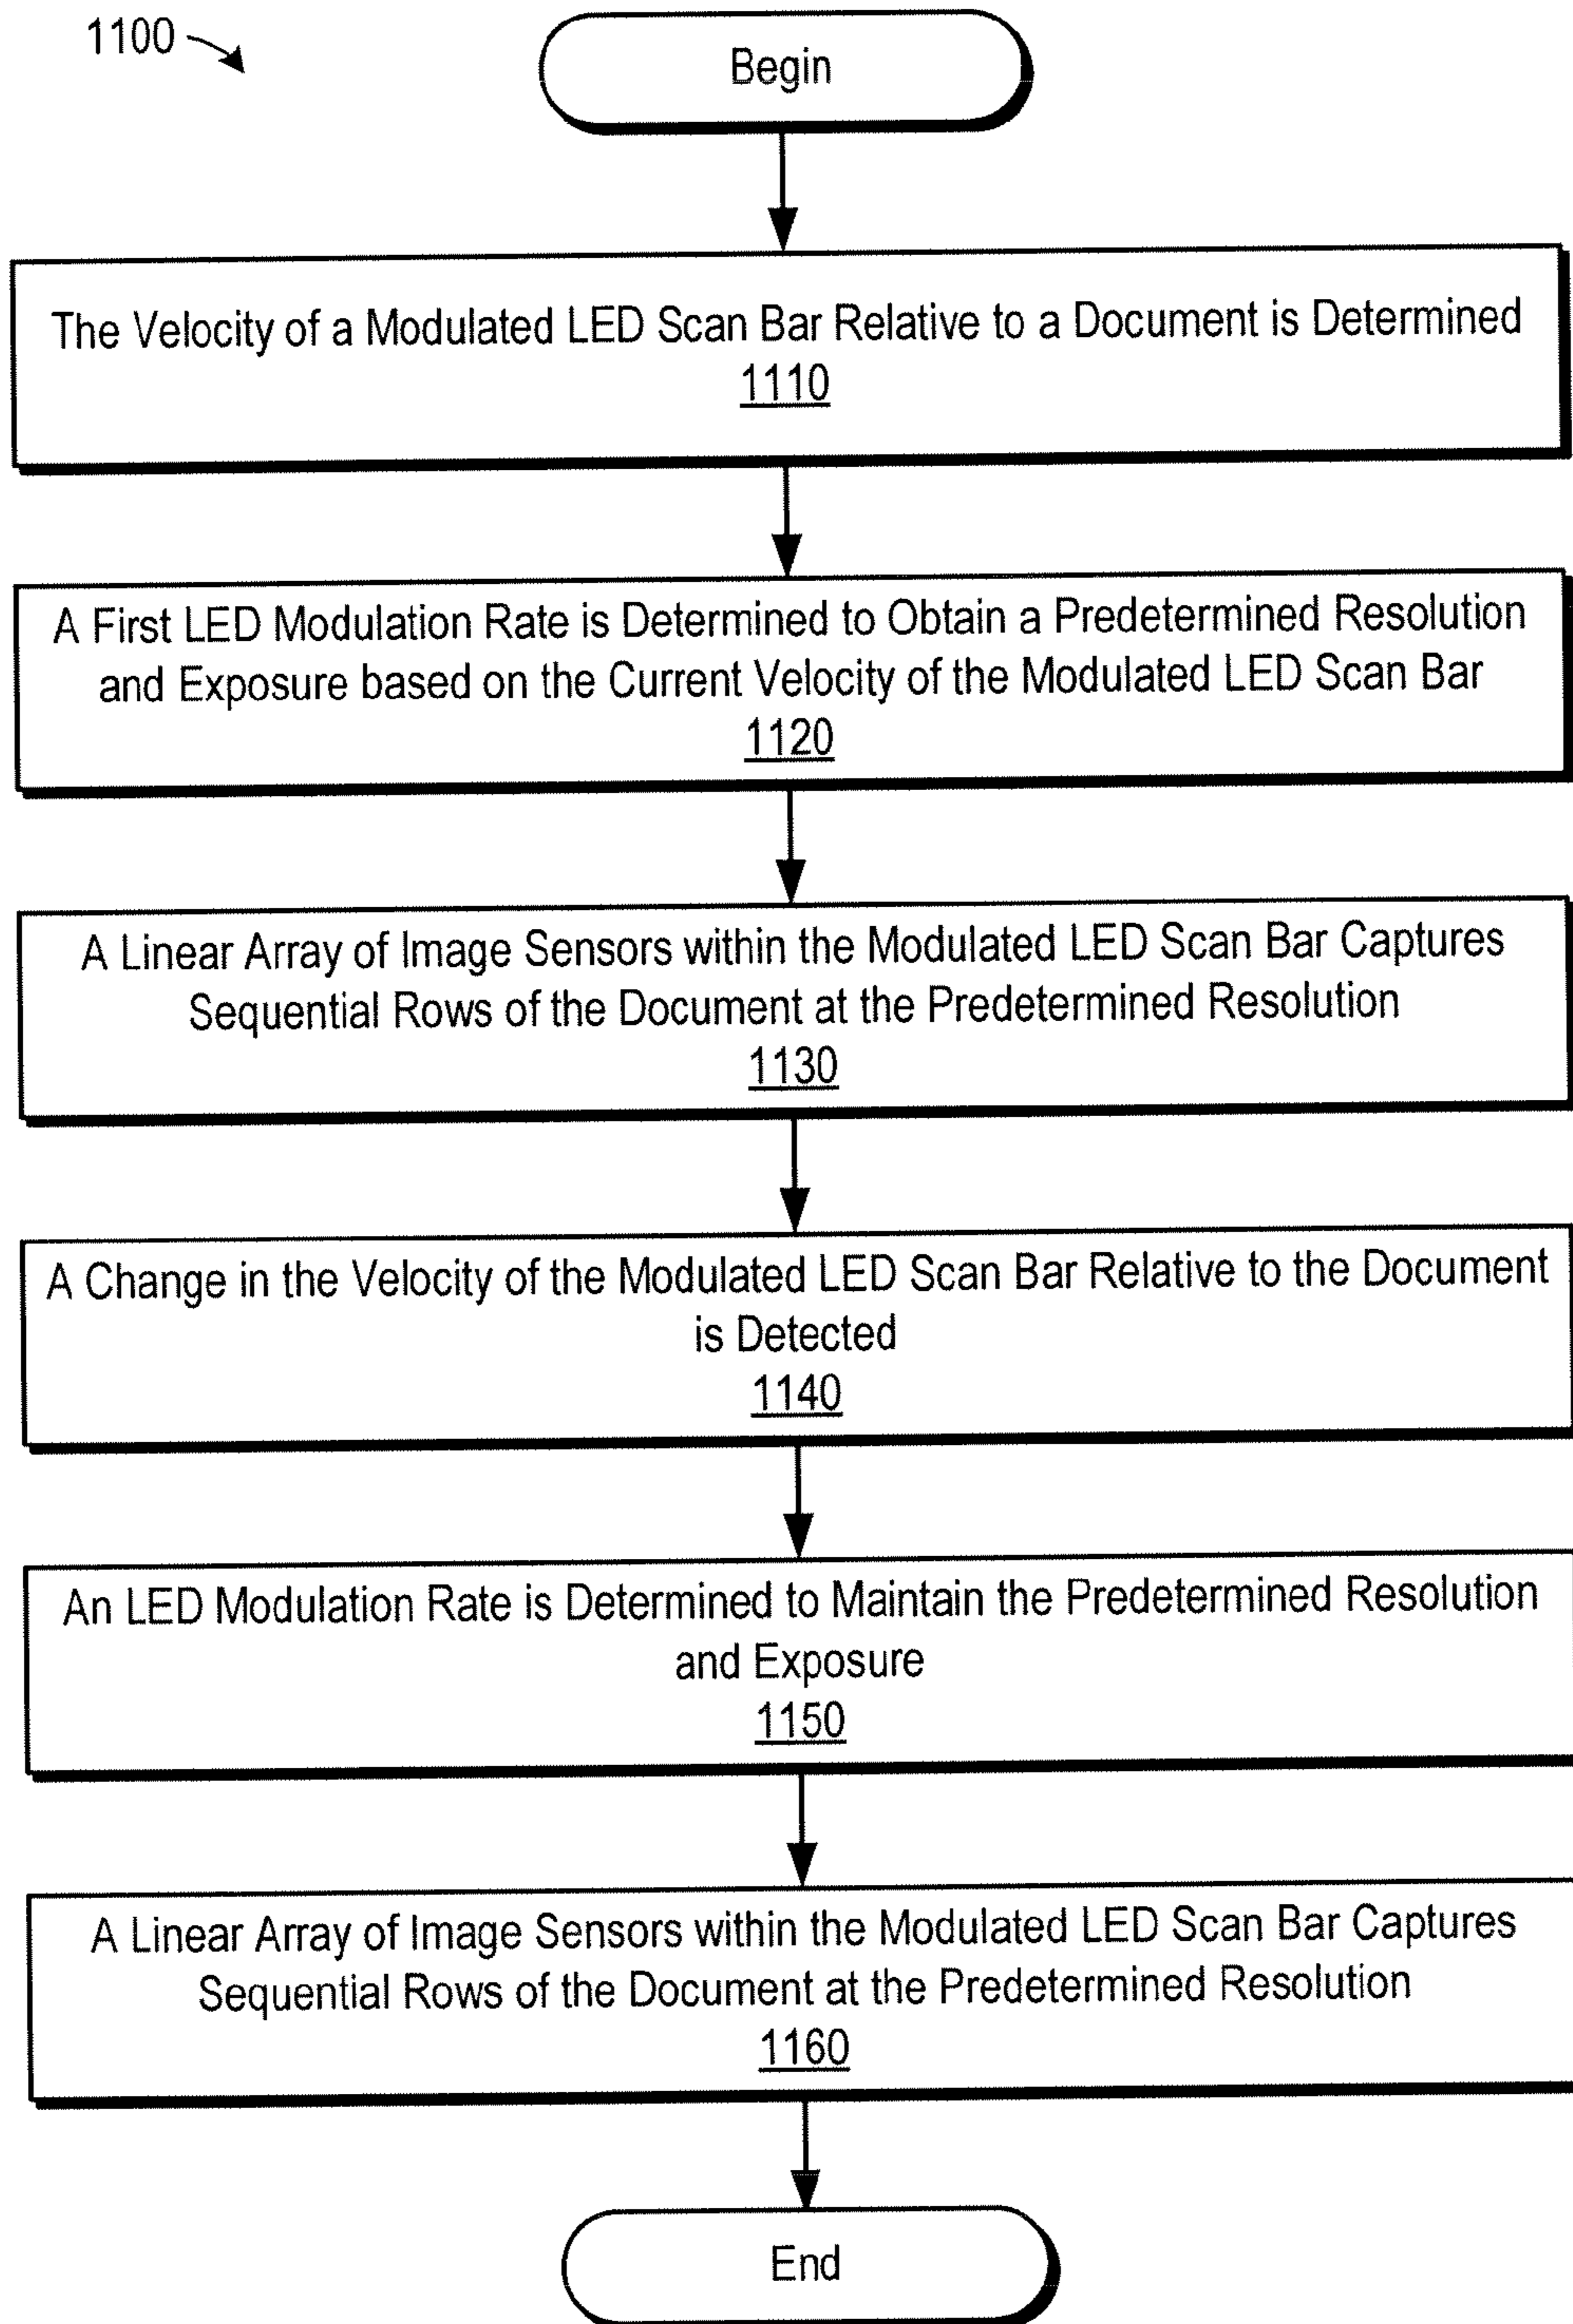 1100
Begin
The Velocity of a Modulated LED Scan Bar Relative to a Document is Determined
1110
A First LED Modulation Rate is Determined to Obtain a Predetermined Resolution
and Exposure based on the Current Velocity of the Modulated LED Scan Bar
1120
A Linear Array of Image Sensors within the Modulated LED Scan Bar Captures
Sequential Rows of the Document at the Predetermined Resolution
1130
A Change in the Velocity of the Modulated LED Scan Bar Relative to the Document
is Detected
1140
An LED Modulation Rate is Determined to Maintain the Predetermined Resolution
and Exposure
1150
A Linear Array of Image Sensors within the Modulated LED Scan Bar Captures
Sequential Rows of the Document at the Predetermined Resolution
1160
End